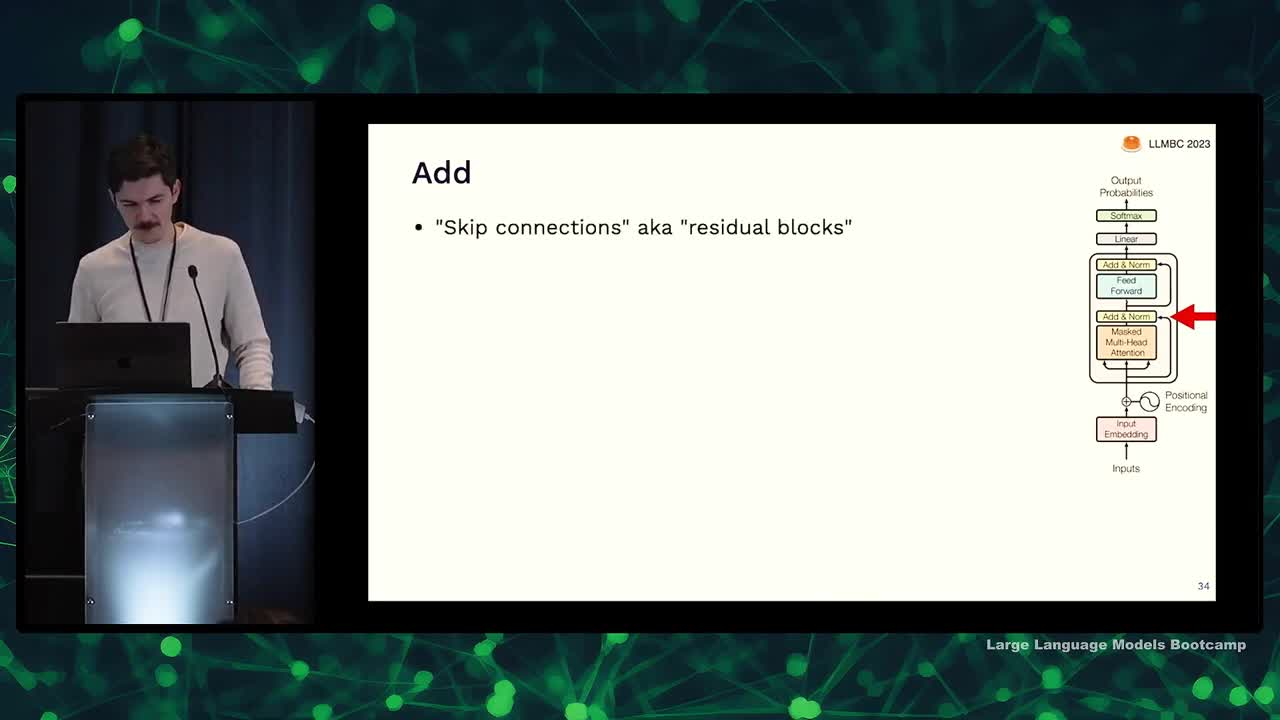 LLMBC 2023
Add
• "Skip connections" aka "residual blocks"
Output
Probabilities
Softmax
Linear
Add & Norm
Feed
Forward
Add & Norm
Masked
Multi-Head
Attention
Positional
Encoding
Input
Embedding
Inputs
34
Large Language Models Bootcamp